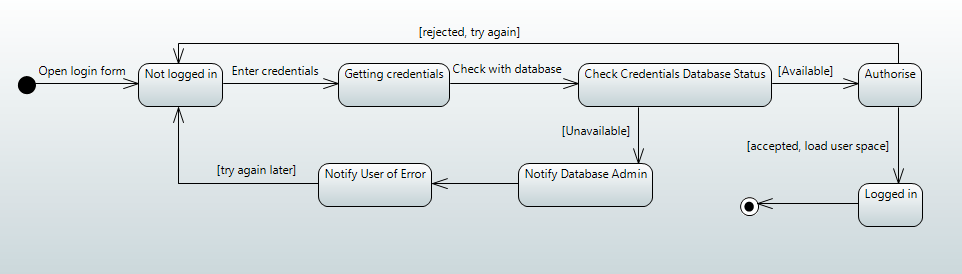 [rejected, try again]
Open login form
Not logged in
Enter credentials
Getting credentials
Check with database
Check Credentials Database Status
[Available]
Authorise
[Unavailable]
[accepted, load user space]
[try again later]
Notify User of Error
Notify Database Admin
Logged in